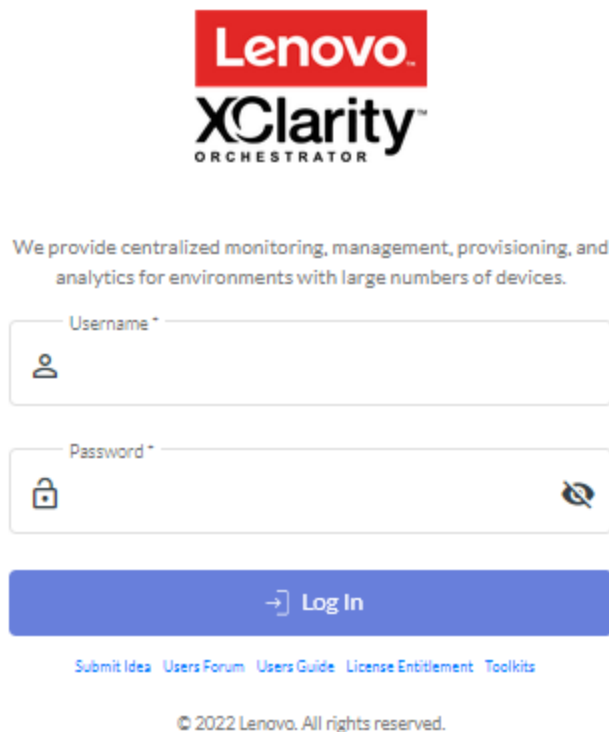 Lenovo™
XClarity™
ORCHESTRATOR
We provide centralized monitoring, management, provisioning, and
analytics for environments with large numbers of devices.
Username *
Password *
Log In
Submit Idea Users Forum Users Guide License Entitlement Toolkits
© 2022 Lenovo. All rights reserved.